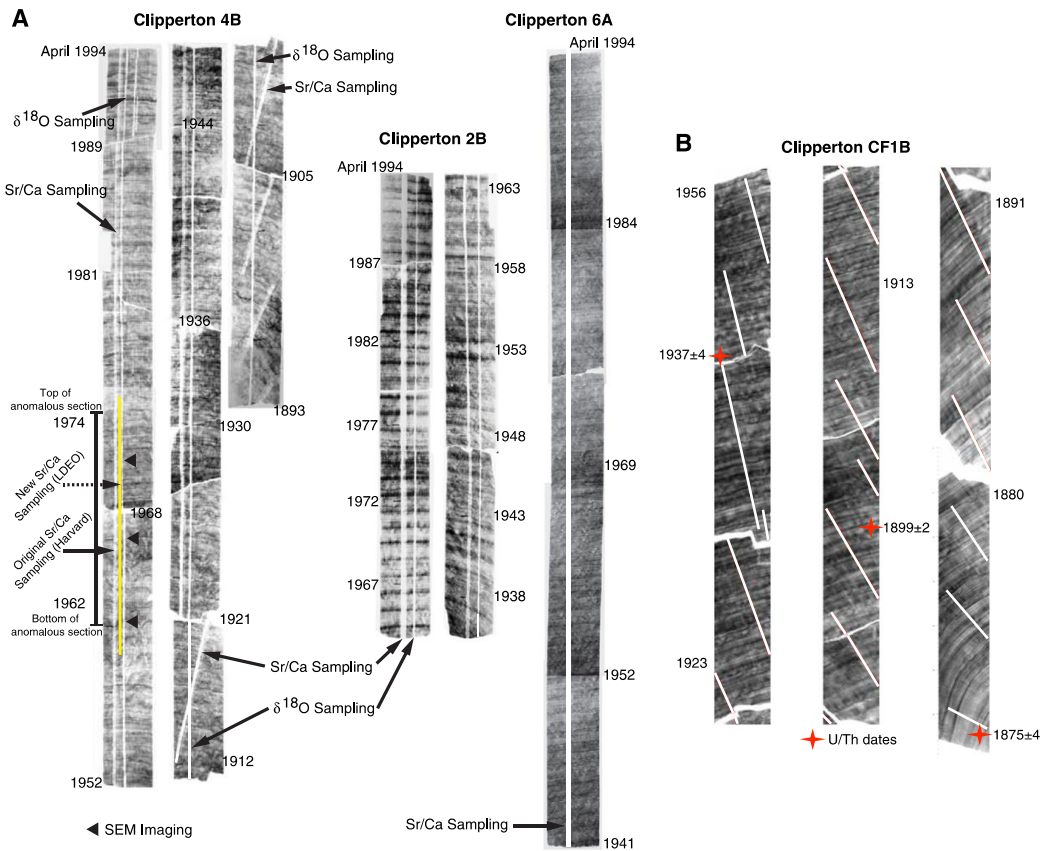 A
Clipperton 4B
April 1994
δ18O Sampling
1989
Sr/Ca Sampling
1981
Top of
anomalous section
1974
New Sr/Ca
Sampling (LDEO)
1968
Original Sr/Ca
Sampling (Harvard)
1962
Bottom of
anomalous section
1952
SEM Imaging
1944
1936
1930
1921
1912
δ18O Sampling
Sr/Ca Sampling
1905
1893
Sr/Ca Sampling
δ18O Sampling
Clipperton 2B
April 1994
1987
1982
1977
1972
1967
1963
1958
1953
1948
1943
1938
Clipperton 6A
April 1994
1984
1969
1952
Sr/Ca Sampling
1941
B
Clipperton CF1B
1956
1937±4
1923
1913
1899±2
U/Th dates
1891
1880
1875±4